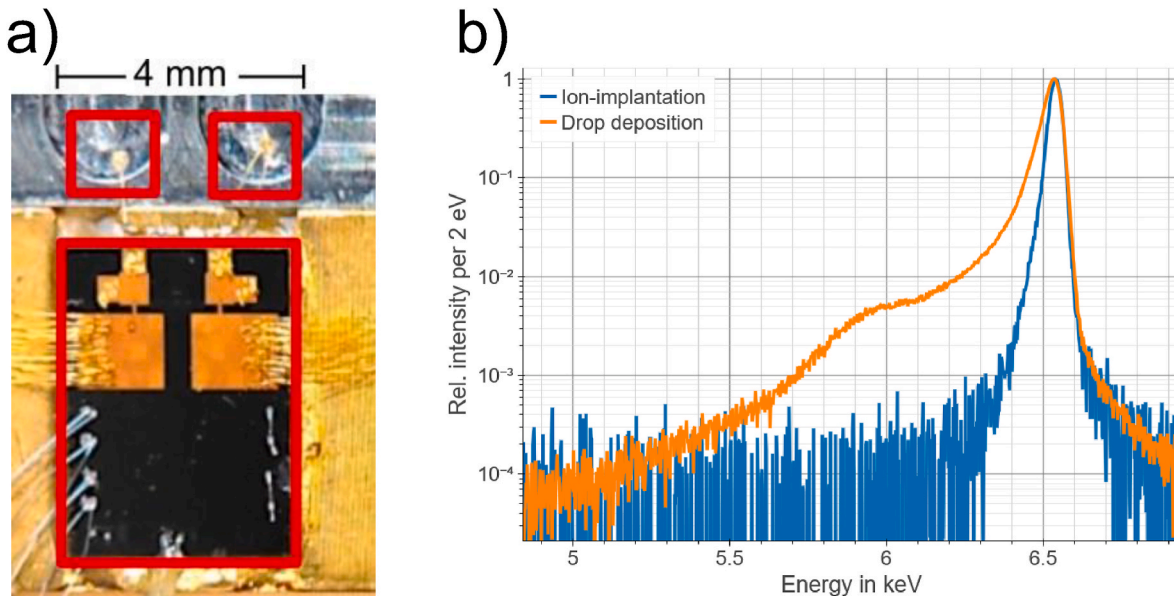 a)
4 mm
b)
Rel. intensity per 2 eV
1
10⁻¹
10⁻²
10⁻³
10⁻⁴
Ion-implantation
Drop deposition
5
5.5
6
6.5
Energy in keV